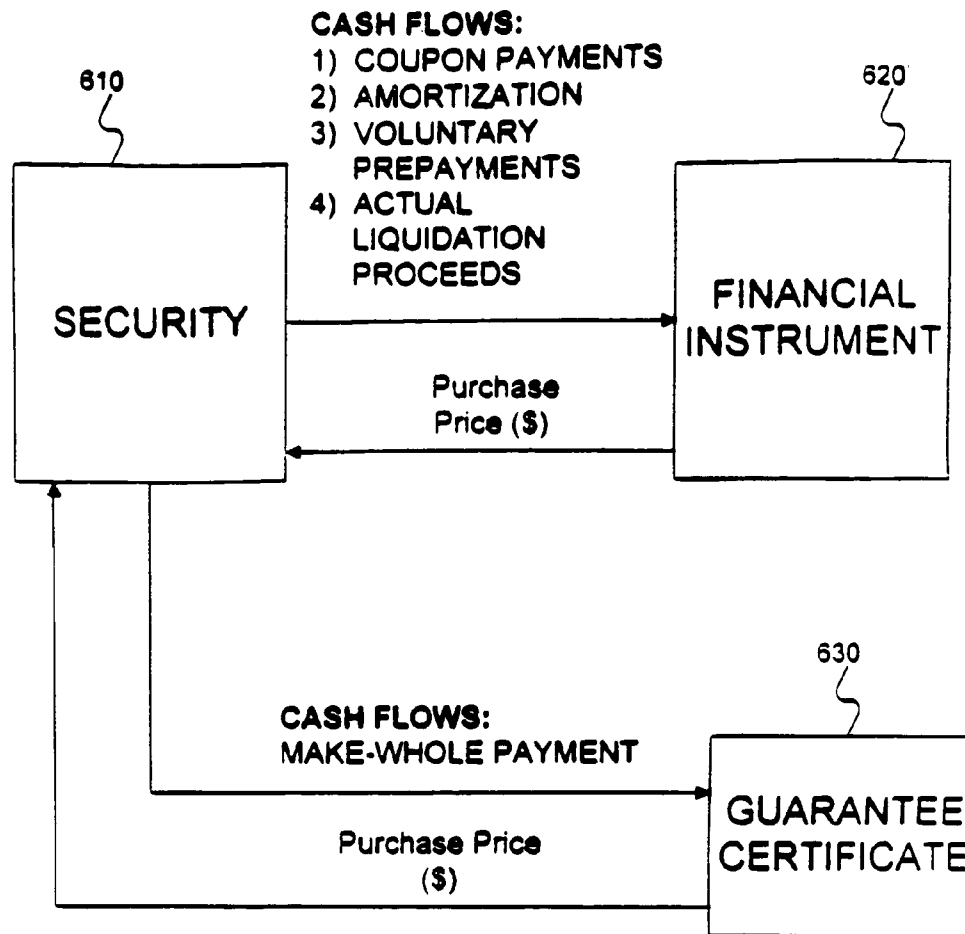 CASH FLOWS:
1) COUPON PAYMENTS
2) AMORTIZATION
3) VOLUNTARY
PREPAYMENTS
4) ACTUAL
LIQUIDATION
PROCEEDS
610
620
SECURITY
FINANCIAL
INSTRUMENT
Purchase
Price ($)
630
CASH FLOWS:
MAKE-WHOLE PAYMENT
GUARANTEE
CERTIFICATE
Purchase Price
($)